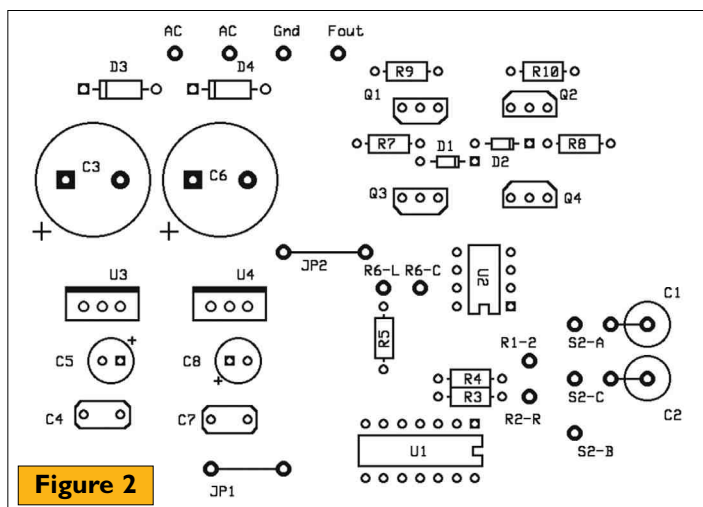 AC AC Gnd Fout
D3 D4
R9 R10
Q1 Q2
R7 D1 D2 R8
C3 C6
Q3 Q4
JP2
R6-L R6-C U2
U3 U4
C1
R5
S2-A
R1-2
C5 C8
R4
S2-C
R3
C4 C7
R2-R
C2
U1
S2-B
JP1
Figure 2